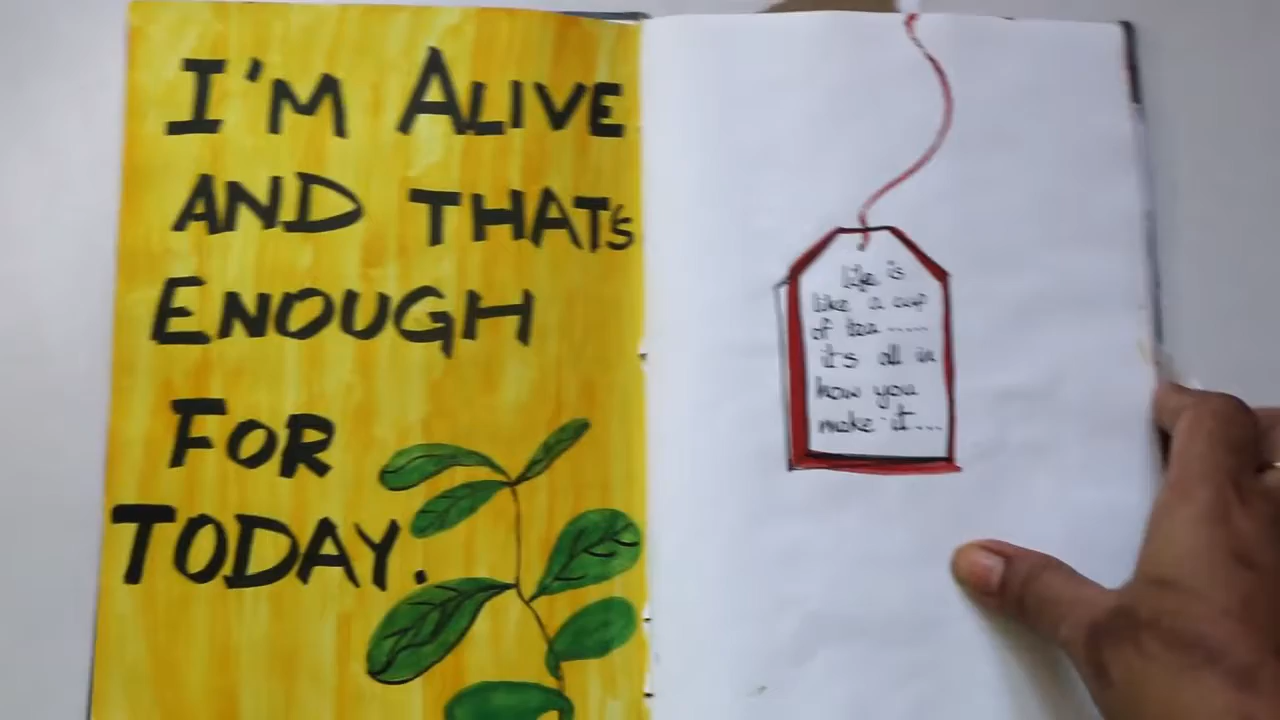 I'M ALIVE
AND THAT'S
ENOUGH
FOR
TODAY.
life is
like a cup
of tea.....
it's all in
how you
make it...